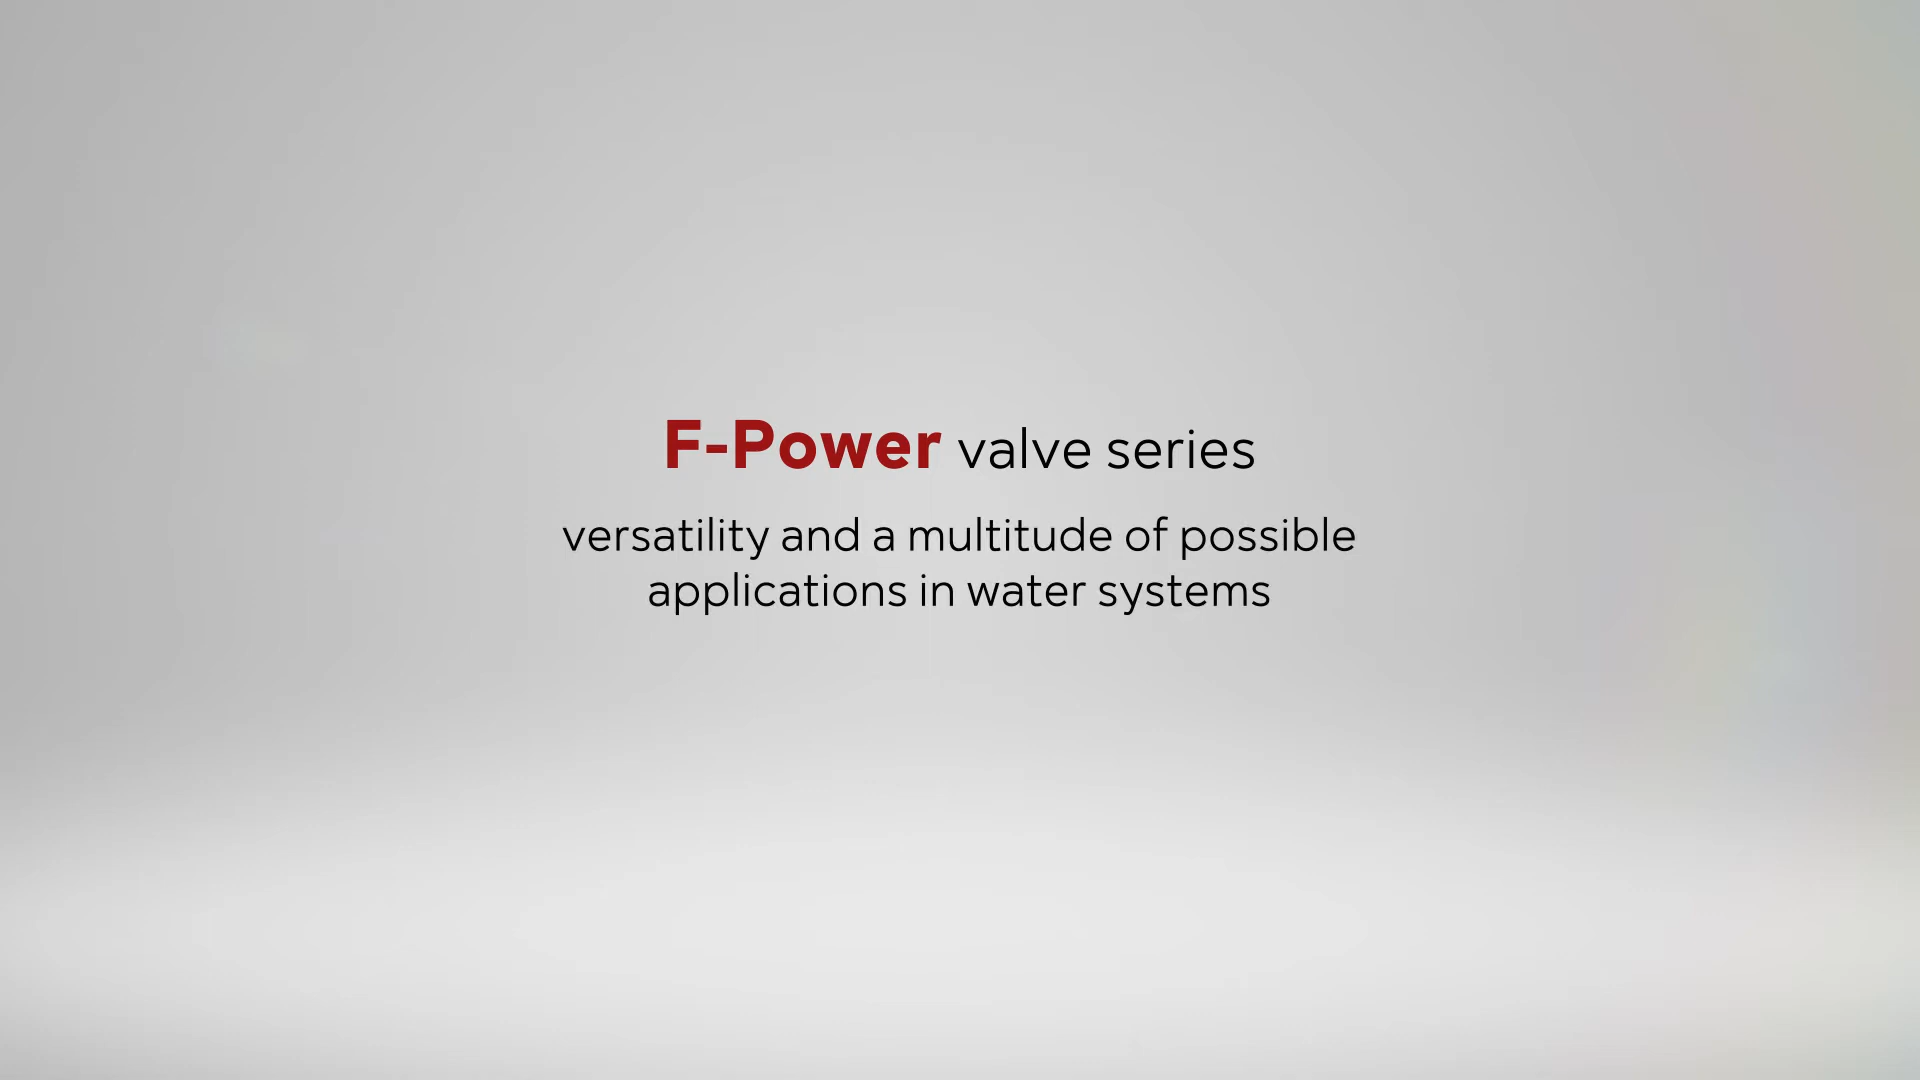 F-Power valve series
versatility and a multitude of possible
applications in water systems